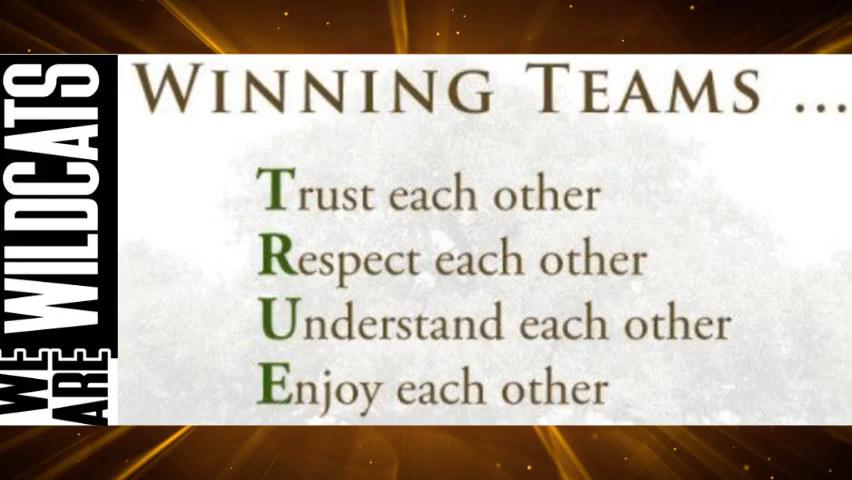 WE
ARE
WILDCATS
WINNING TEAMS ...
Trust each other
Respect each other
Understand each other
Enjoy each other